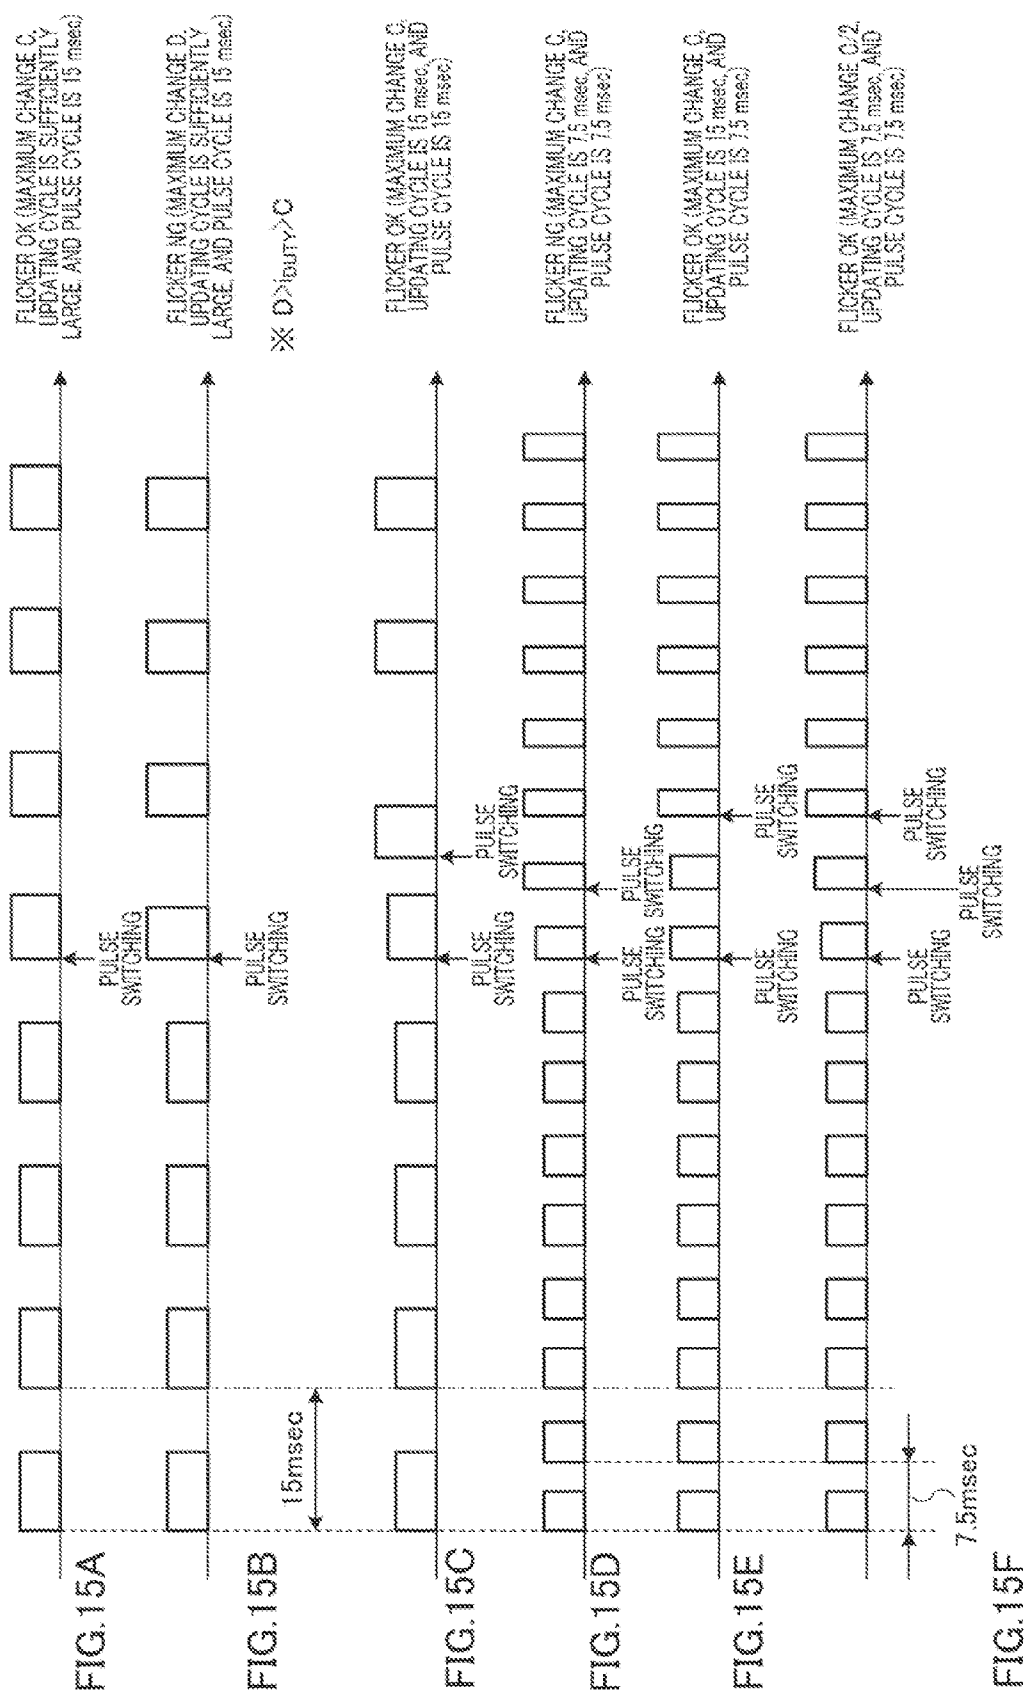 FIG.15A
PULSE
SWITCHING
FLICKER OK (MAXIMUM CHANGE C,
UPDATING CYCLE IS SUFFICIENTLY
LARGE, AND PULSE CYCLE IS 15 msec)
FIG.15B
PULSE
SWITCHING
FLICKER NG (MAXIMUM CHANGE D,
UPDATING CYCLE IS SUFFICIENTLY
LARGE, AND PULSE CYCLE IS 15 msec)
※ D>iDUTY>C
15msec
FIG.15C
PULSE
SWITCHING
PULSE
SWITCHING
FLICKER OK (MAXIMUM CHANGE C,
UPDATING CYCLE IS 15 msec, AND
PULSE CYCLE IS 15 msec)
FIG.15D
PULSE
SWITCHING
PULSE
SWITCHING
FLICKER NG (MAXIMUM CHANGE C,
UPDATING CYCLE IS 7.5 msec, AND
PULSE CYCLE IS 7.5 msec)
FIG.15E
PULSE
SWITCHING
PULSE
SWITCHING
FLICKER OK (MAXIMUM CHANGE C,
UPDATING CYCLE IS 15 msec, AND
PULSE CYCLE IS 7.5 msec)
FIG.15F
7.5msec
PULSE
SWITCHING
PULSE
SWITCHING
PULSE
SWITCHING
FLICKER OK (MAXIMUM CHANGE C/2,
UPDATING CYCLE IS 7.5 msec, AND
PULSE CYCLE IS 7.5 msec)